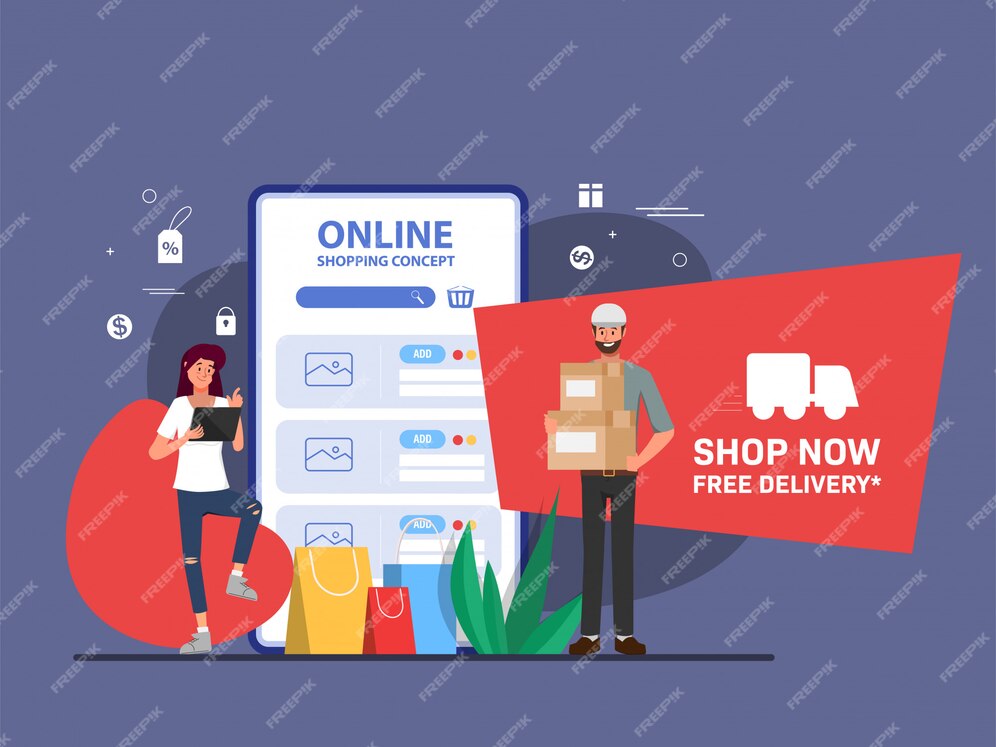 ONLINE
SHOPPING CONCEPT
%
$
$
ADD
ADD
ADD
SHOP NOW
FREE DELIVERY*
FREEPIK